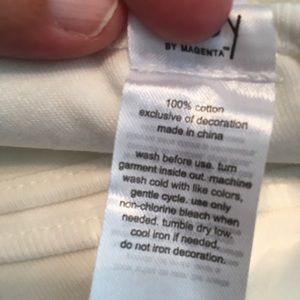 BY MAGENTA™
100% cotton
exclusive of decoration
made in china
wash before use. turn
garment inside out. machine
wash cold with like colors,
gentle cycle. use only
non-chlorine bleach when
needed. tumble dry low.
cool iron if needed.
do not iron decoration.